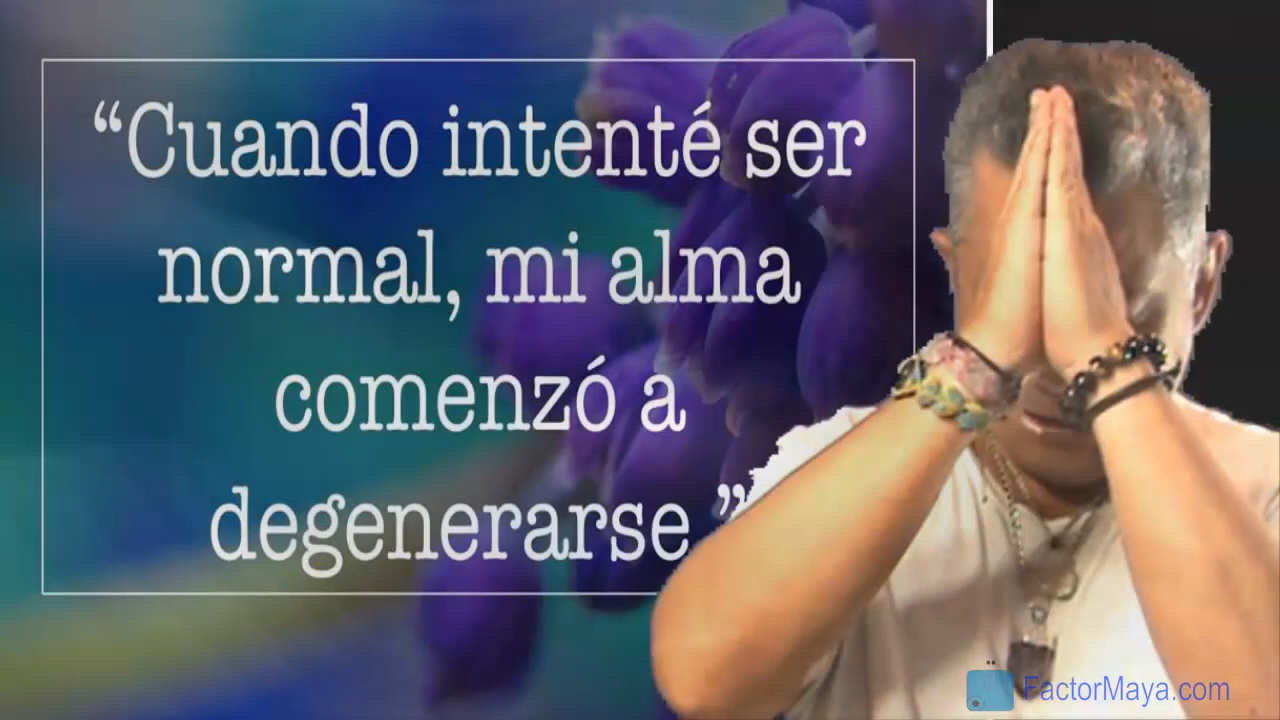 “Cuando intenté ser
normal, mi alma
comenzó a
degenerarse ”
FactorMaya.com